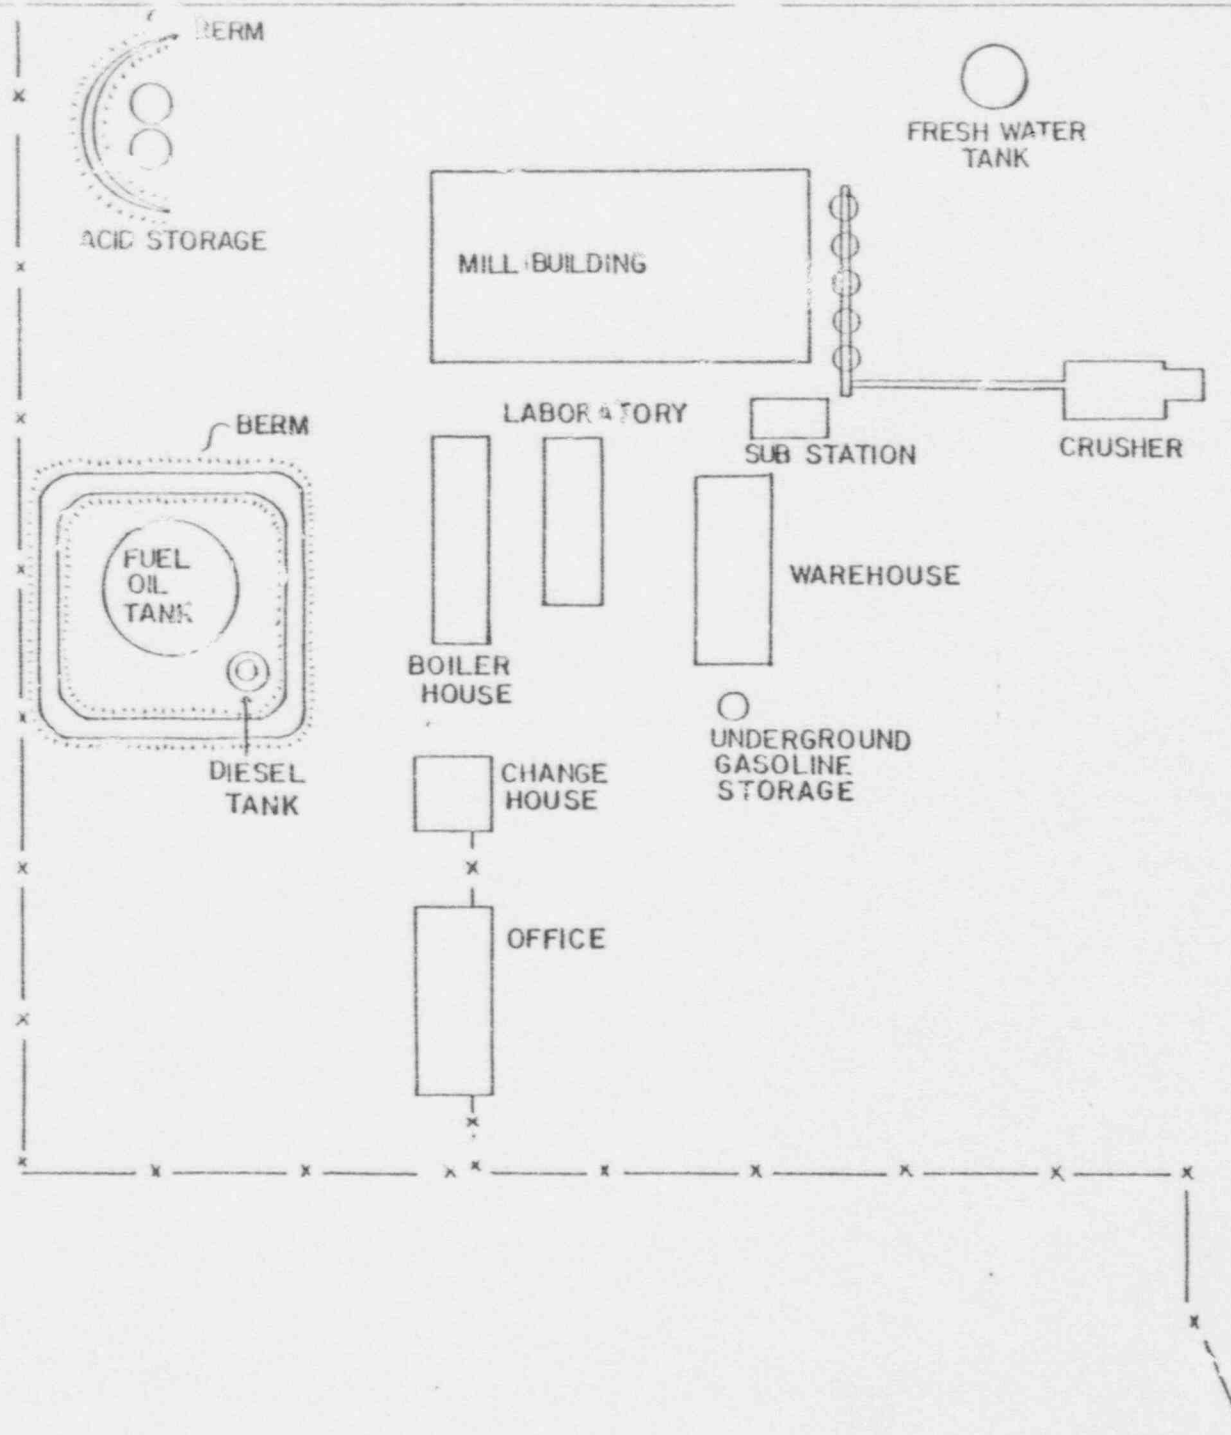 BERM
FRESH WATER
TANK
ACID STORAGE
MILL BUILDING
LABORATORY
BERM
SUB STATION
CRUSHER
FUEL
OIL
TANK
WAREHOUSE
BOILER
HOUSE
UNDERGROUND
GASOLINE
STORAGE
DIESEL
TANK
CHANGE
HOUSE
OFFICE